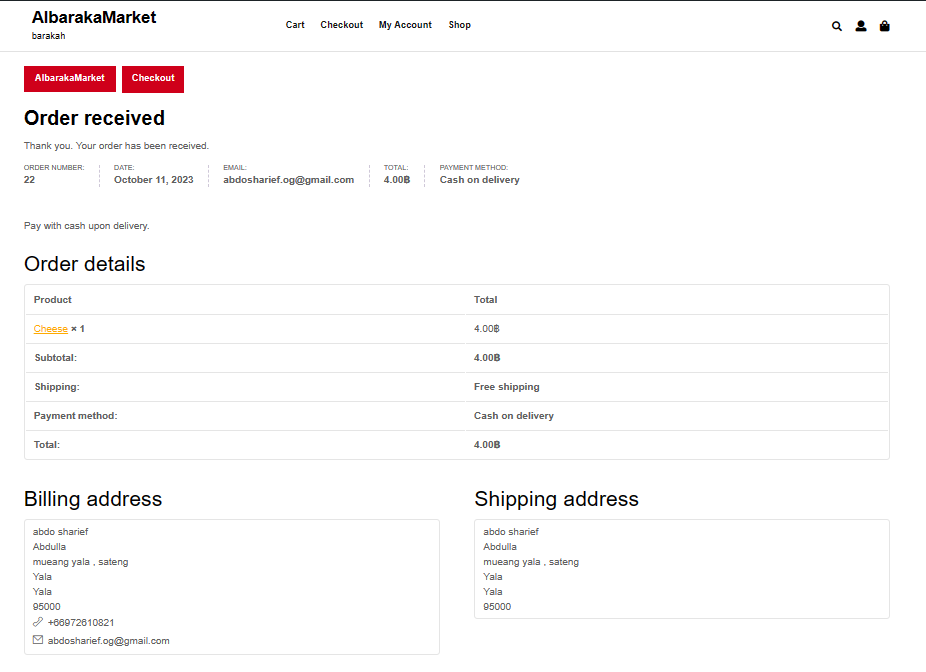 AlbarakaMarket
barakah
Cart Checkout My Account Shop
AlbarakaMarket Checkout
Order received
Thank you. Your order has been received.
ORDER NUMBER: DATE: EMAIL: TOTAL: PAYMENT METHOD:
22 October 11, 2023 abdosharief.og@gmail.com 4.00฿ Cash on delivery
Pay with cash upon delivery.
Order details
Product Total
Cheese × 1 4.00฿
Subtotal: 4.00฿
Shipping: Free shipping
Payment method: Cash on delivery
Total: 4.00฿
Billing address Shipping address
abdo sharief abdo sharief
Abdulla Abdulla
mueang yala , sateng mueang yala , sateng
Yala Yala
Yala Yala
95000 95000
+66972610821
abdosharief.og@gmail.com